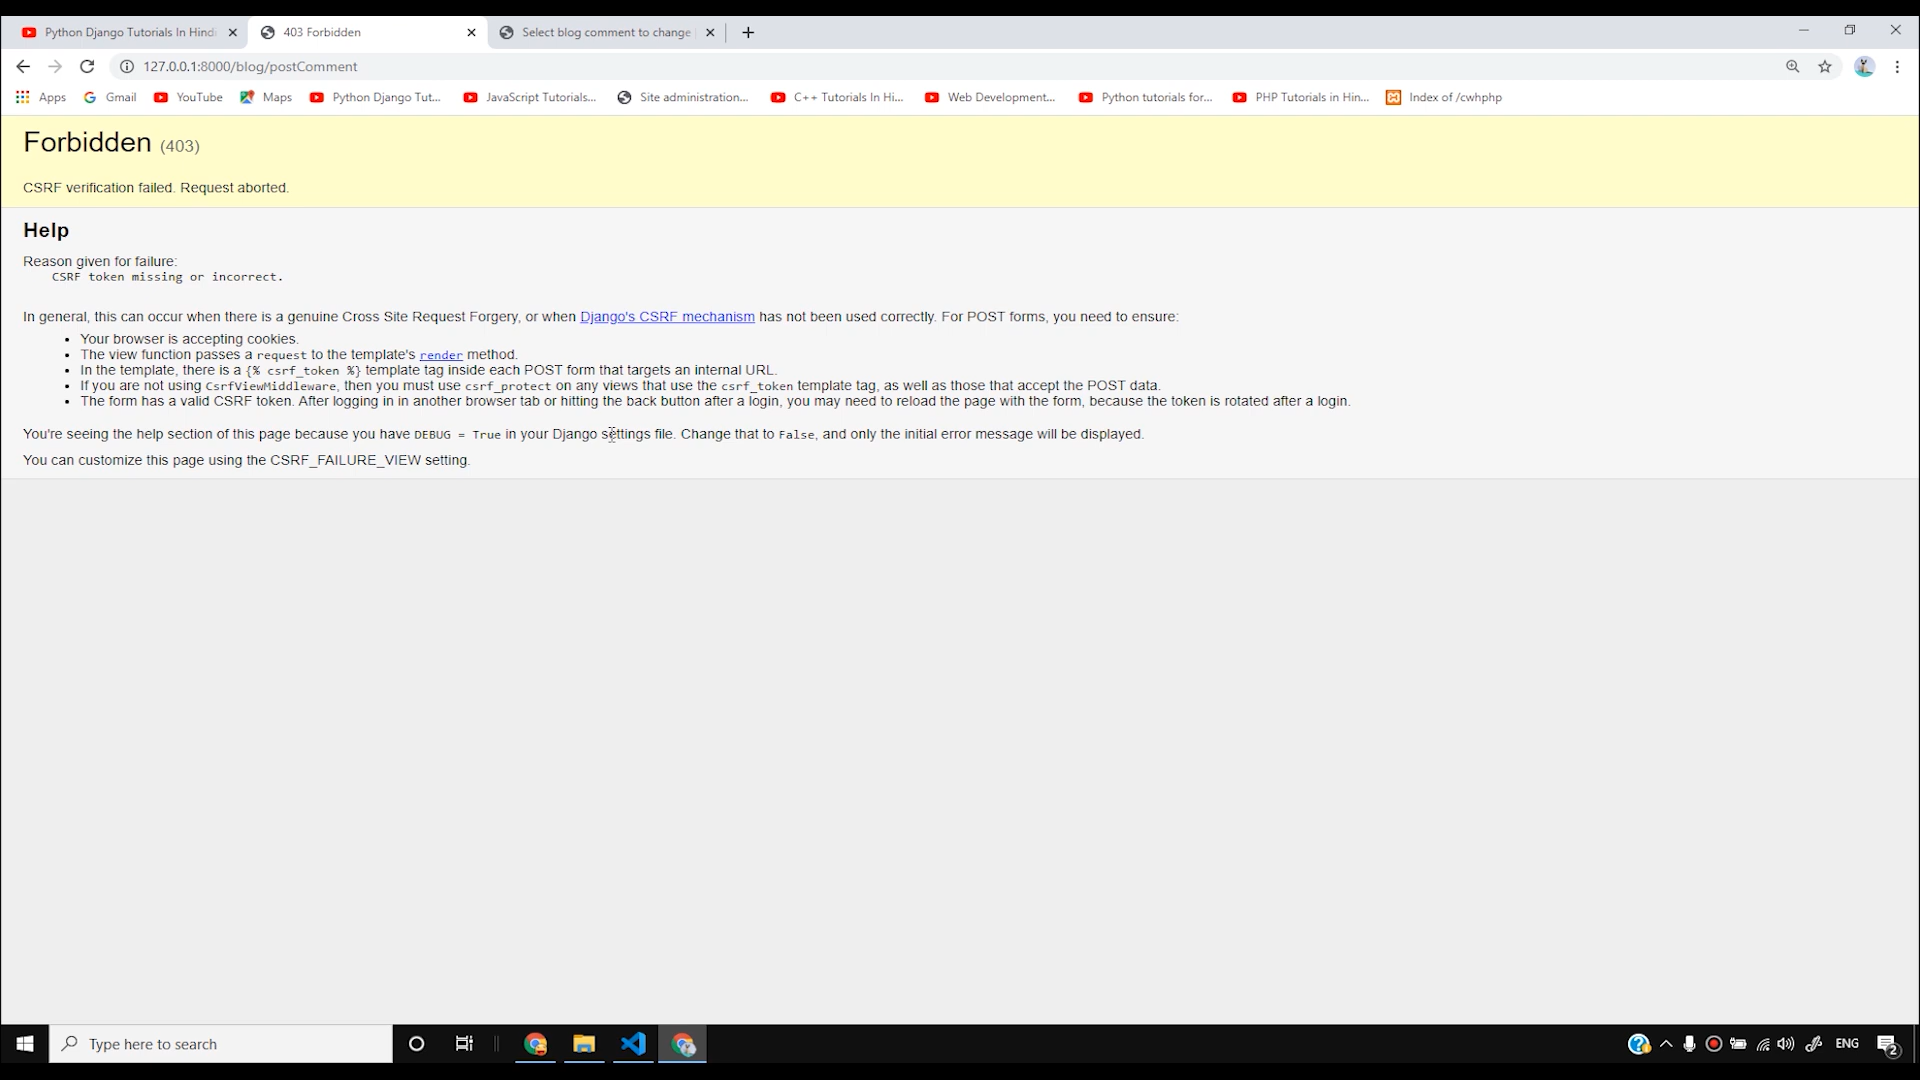 Python Django Tutorials In Hind
403 Forbidden
Select blog comment to change
127.0.0.1:8000/blog/postComment
Apps
Gmail
YouTube
Maps
Python Django Tut...
JavaScript Tutorials...
Site administration...
C++ Tutorials In Hi...
Web Development...
Python tutorials for...
PHP Tutorials in Hin...
Index of /cwhphp
Forbidden (403)
CSRF verification failed. Request aborted.
Help
Reason given for failure:
CSRF token missing or incorrect.
In general, this can occur when there is a genuine Cross Site Request Forgery, or when Django's CSRF mechanism has not been used correctly. For POST forms, you need to ensure:
• Your browser is accepting cookies.
• The view function passes a request to the template's render method.
• In the template, there is a {% csrf_token %} template tag inside each POST form that targets an internal URL.
• If you are not using CsrfViewMiddleware, then you must use csrf_protect on any views that use the csrf_token template tag, as well as those that accept the POST data.
• The form has a valid CSRF token. After logging in in another browser tab or hitting the back button after a login, you may need to reload the page with the form, because the token is rotated after a login.
You're seeing the help section of this page because you have DEBUG = True in your Django settings file. Change that to False, and only the initial error message will be displayed.
You can customize this page using the CSRF_FAILURE_VIEW setting.
Type here to search
ENG
2